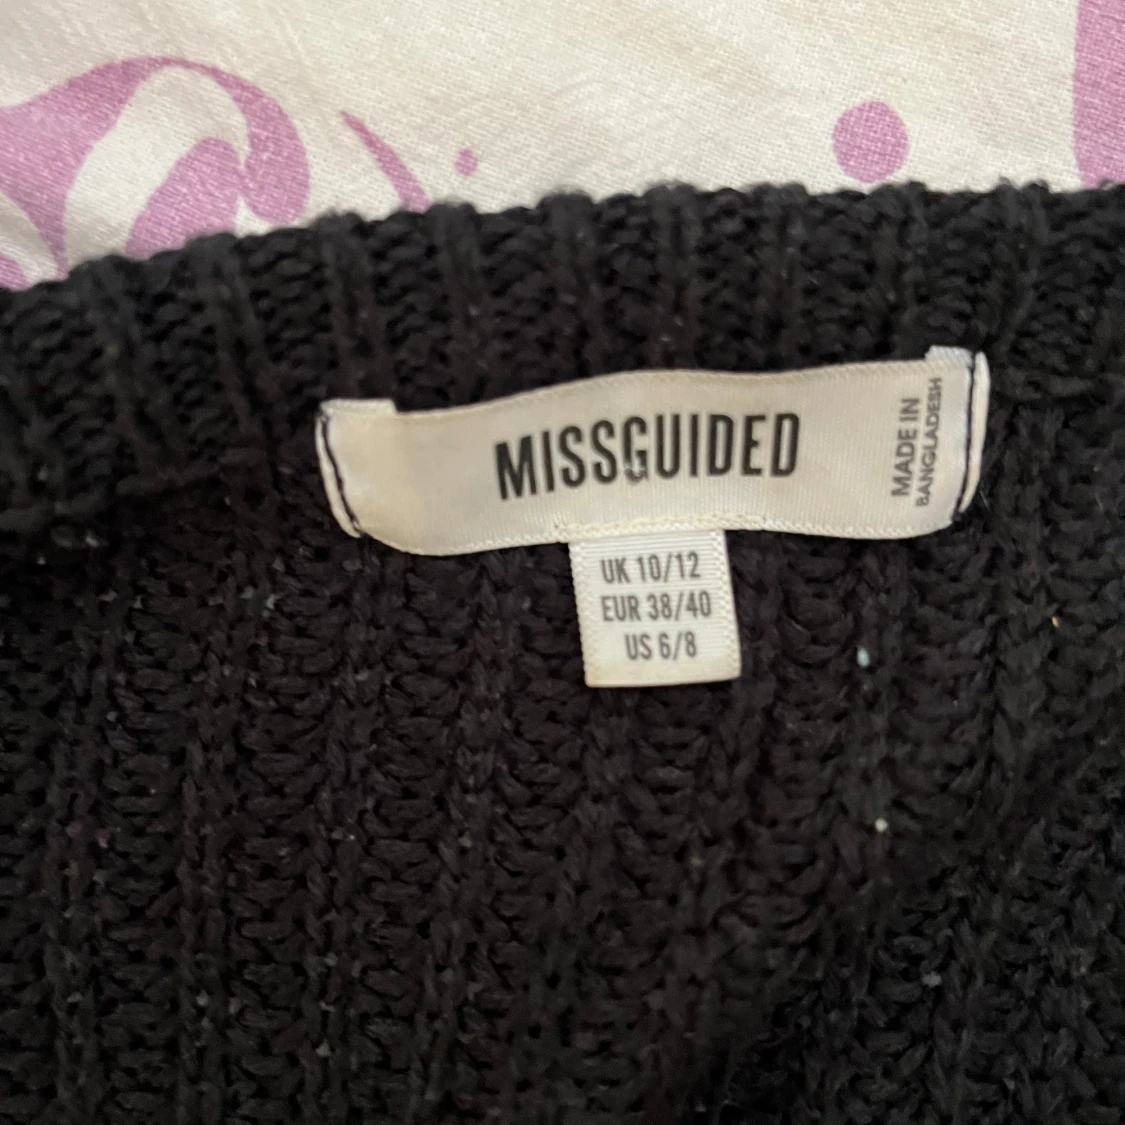 MISSGUIDED
MADE IN
BANGLADESH
UK 10/12
EUR 38/40
US 6/8